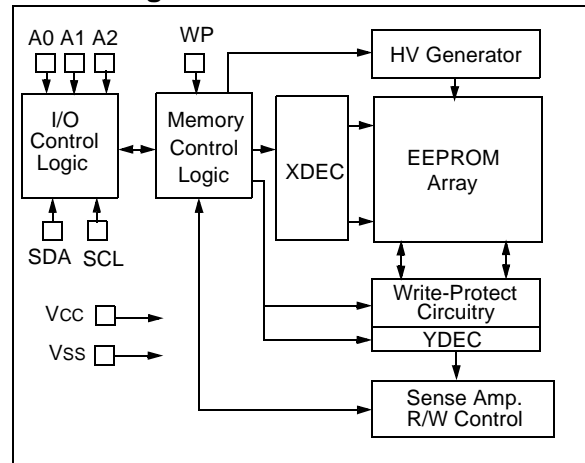 A0 A1 A2
WP
HV Generator
I/O
Control
Logic
Memory
Control
Logic
XDEC
EEPROM
Array
SDA
SCL
Write-Protect
Circuitry
YDEC
VCC
VSS
Sense Amp.
R/W Control